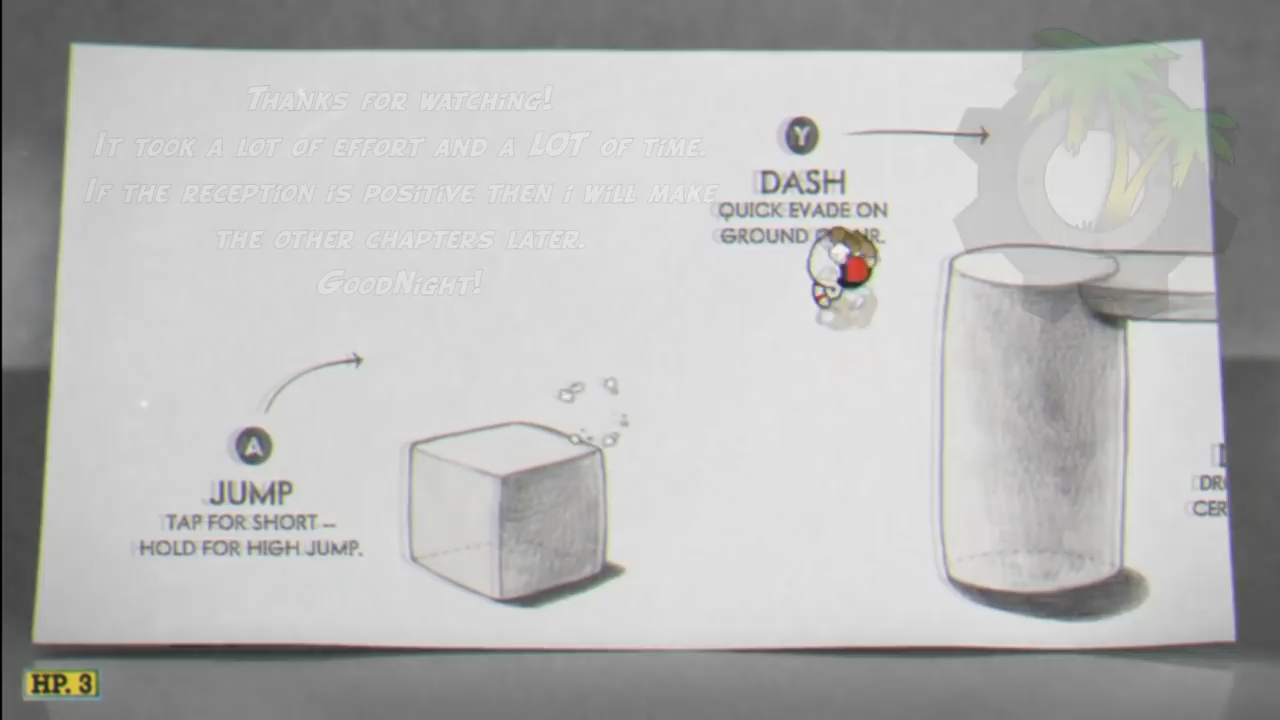 THANKS FOR WATCHING!
IT TOOK A LOT OF EFFORT AND A LOT OF TIME.
IF THE RECEPTION IS POSITIVE THEN I WILL MAKE
THE OTHER CHAPTERS LATER.
GOODNIGHT!
Y
DASH
QUICK EVADE ON
GROUND
A
JUMP
TAP FOR SHORT –
HOLD FOR HIGH JUMP.
HP. 3